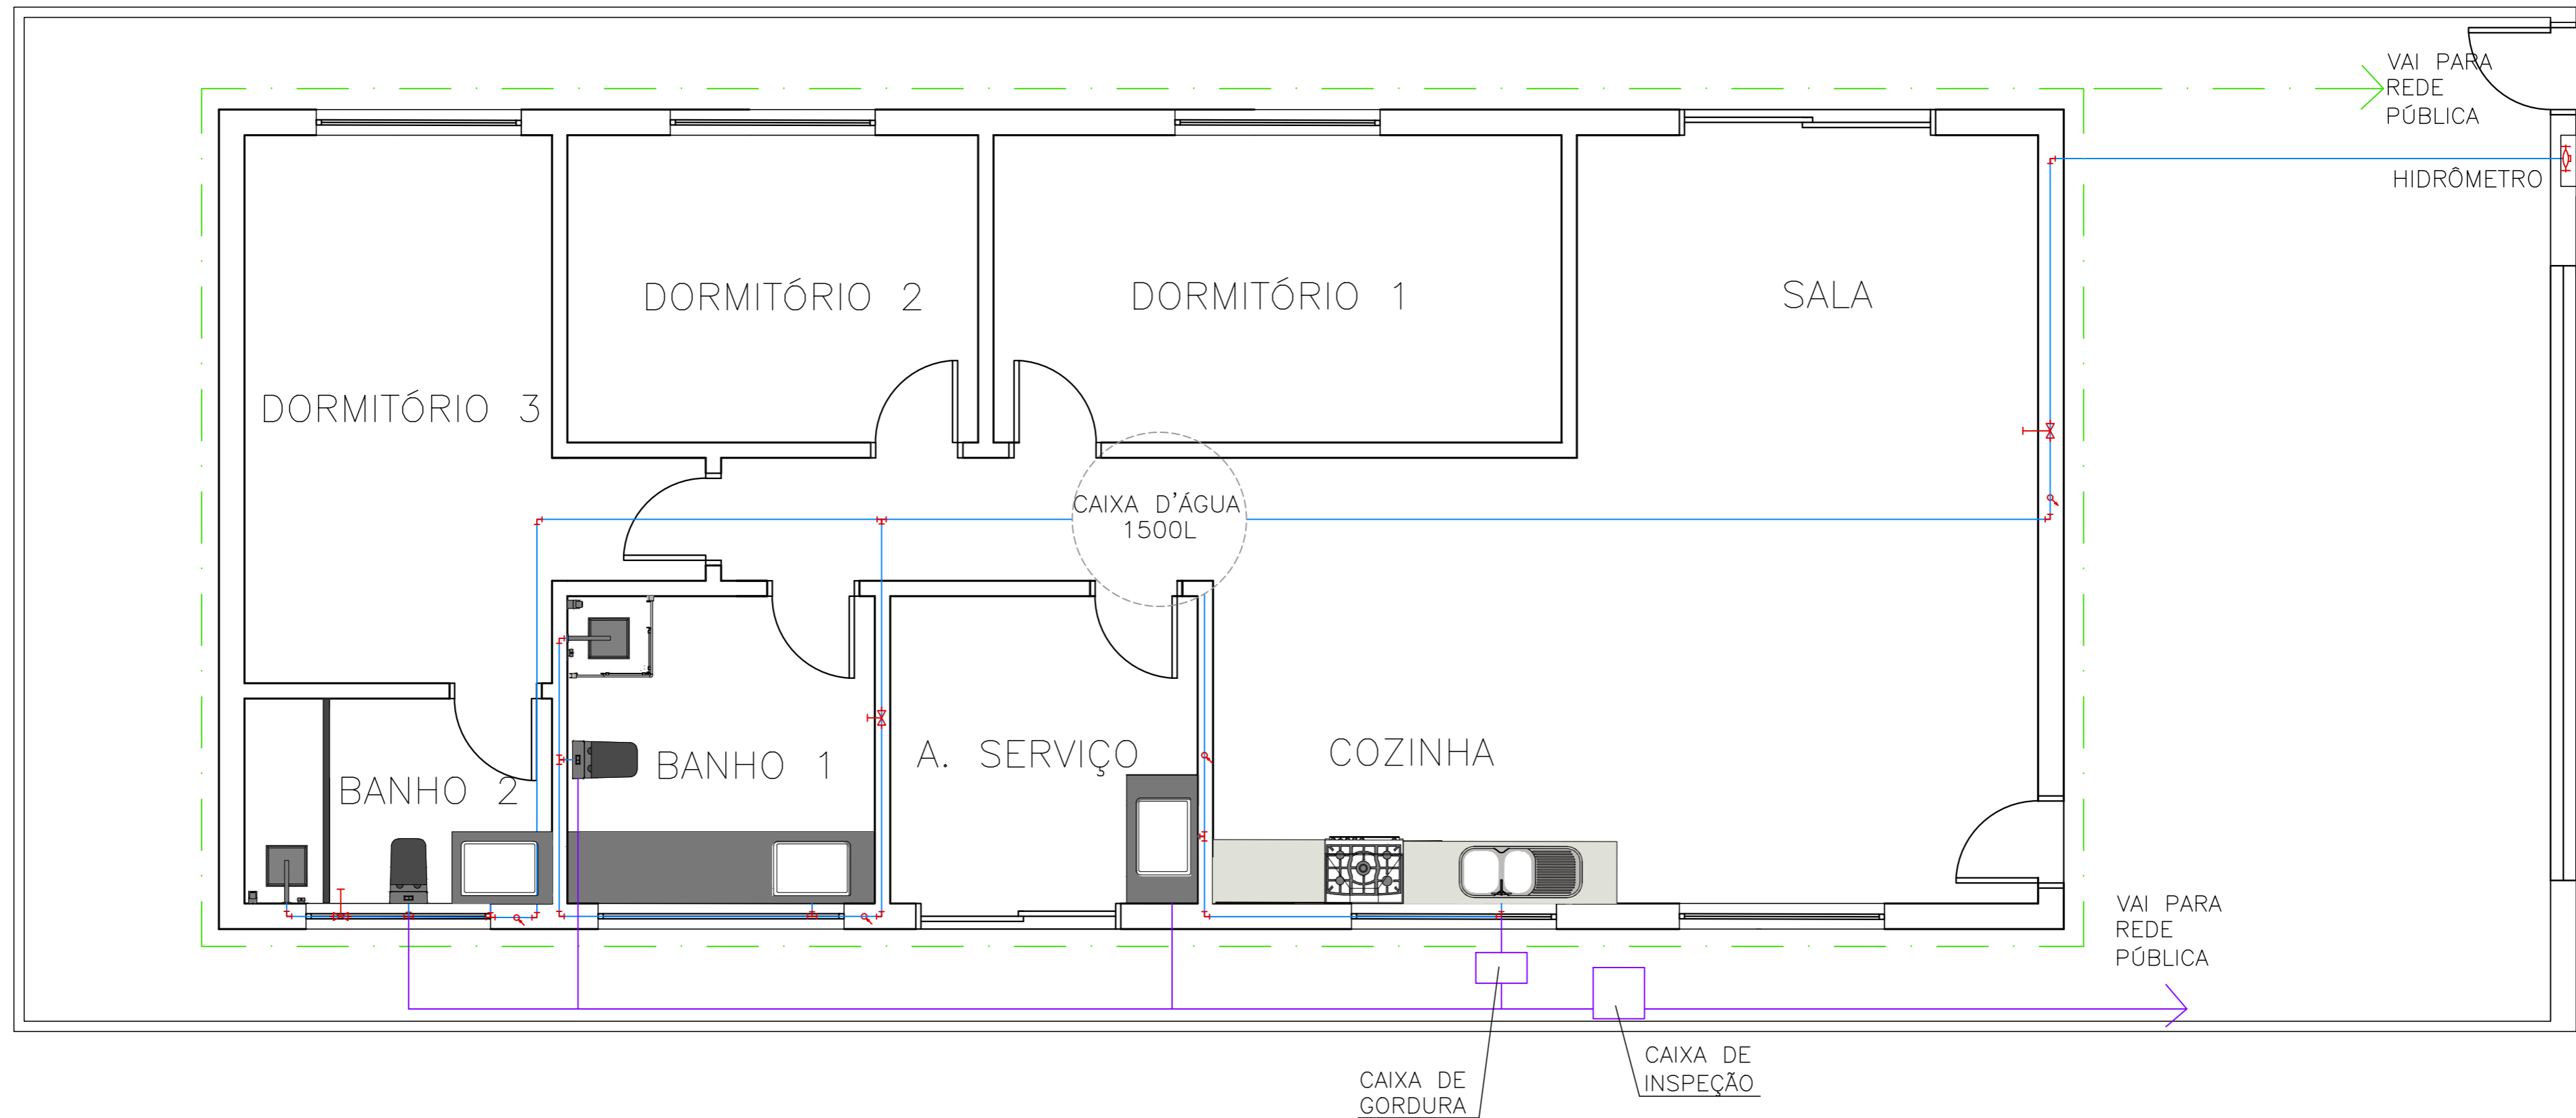 VAI PARA
REDE
PÚBLICA
HIDRÔMETRO
DORMITÓRIO 2
DORMITÓRIO 1
SALA
DORMITÓRIO 3
CAIXA D'ÁGUA
1500L
BANHO 2
BANHO 1
A. SERVIÇO
COZINHA
VAI PARA
REDE
PÚBLICA
CAIXA DE
GORDURA
CAIXA DE
INSPEÇÃO